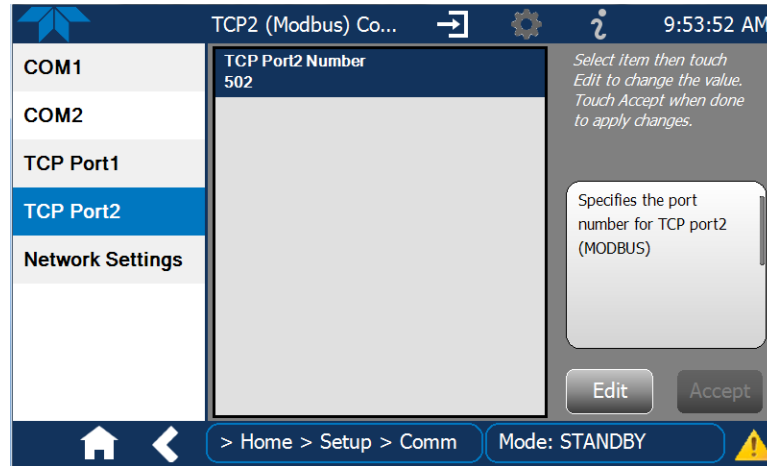 TCP2 (Modbus) Co...
9:53:52 AM
COM1
COM2
TCP Port1
TCP Port2
Network Settings
TCP Port2 Number
502
Select item then touch
Edit to change the value.
Touch Accept when done
to apply changes.
Specifies the port
number for TCP port2
(MODBUS)
Edit
Accept
> Home > Setup > Comm
Mode: STANDBY